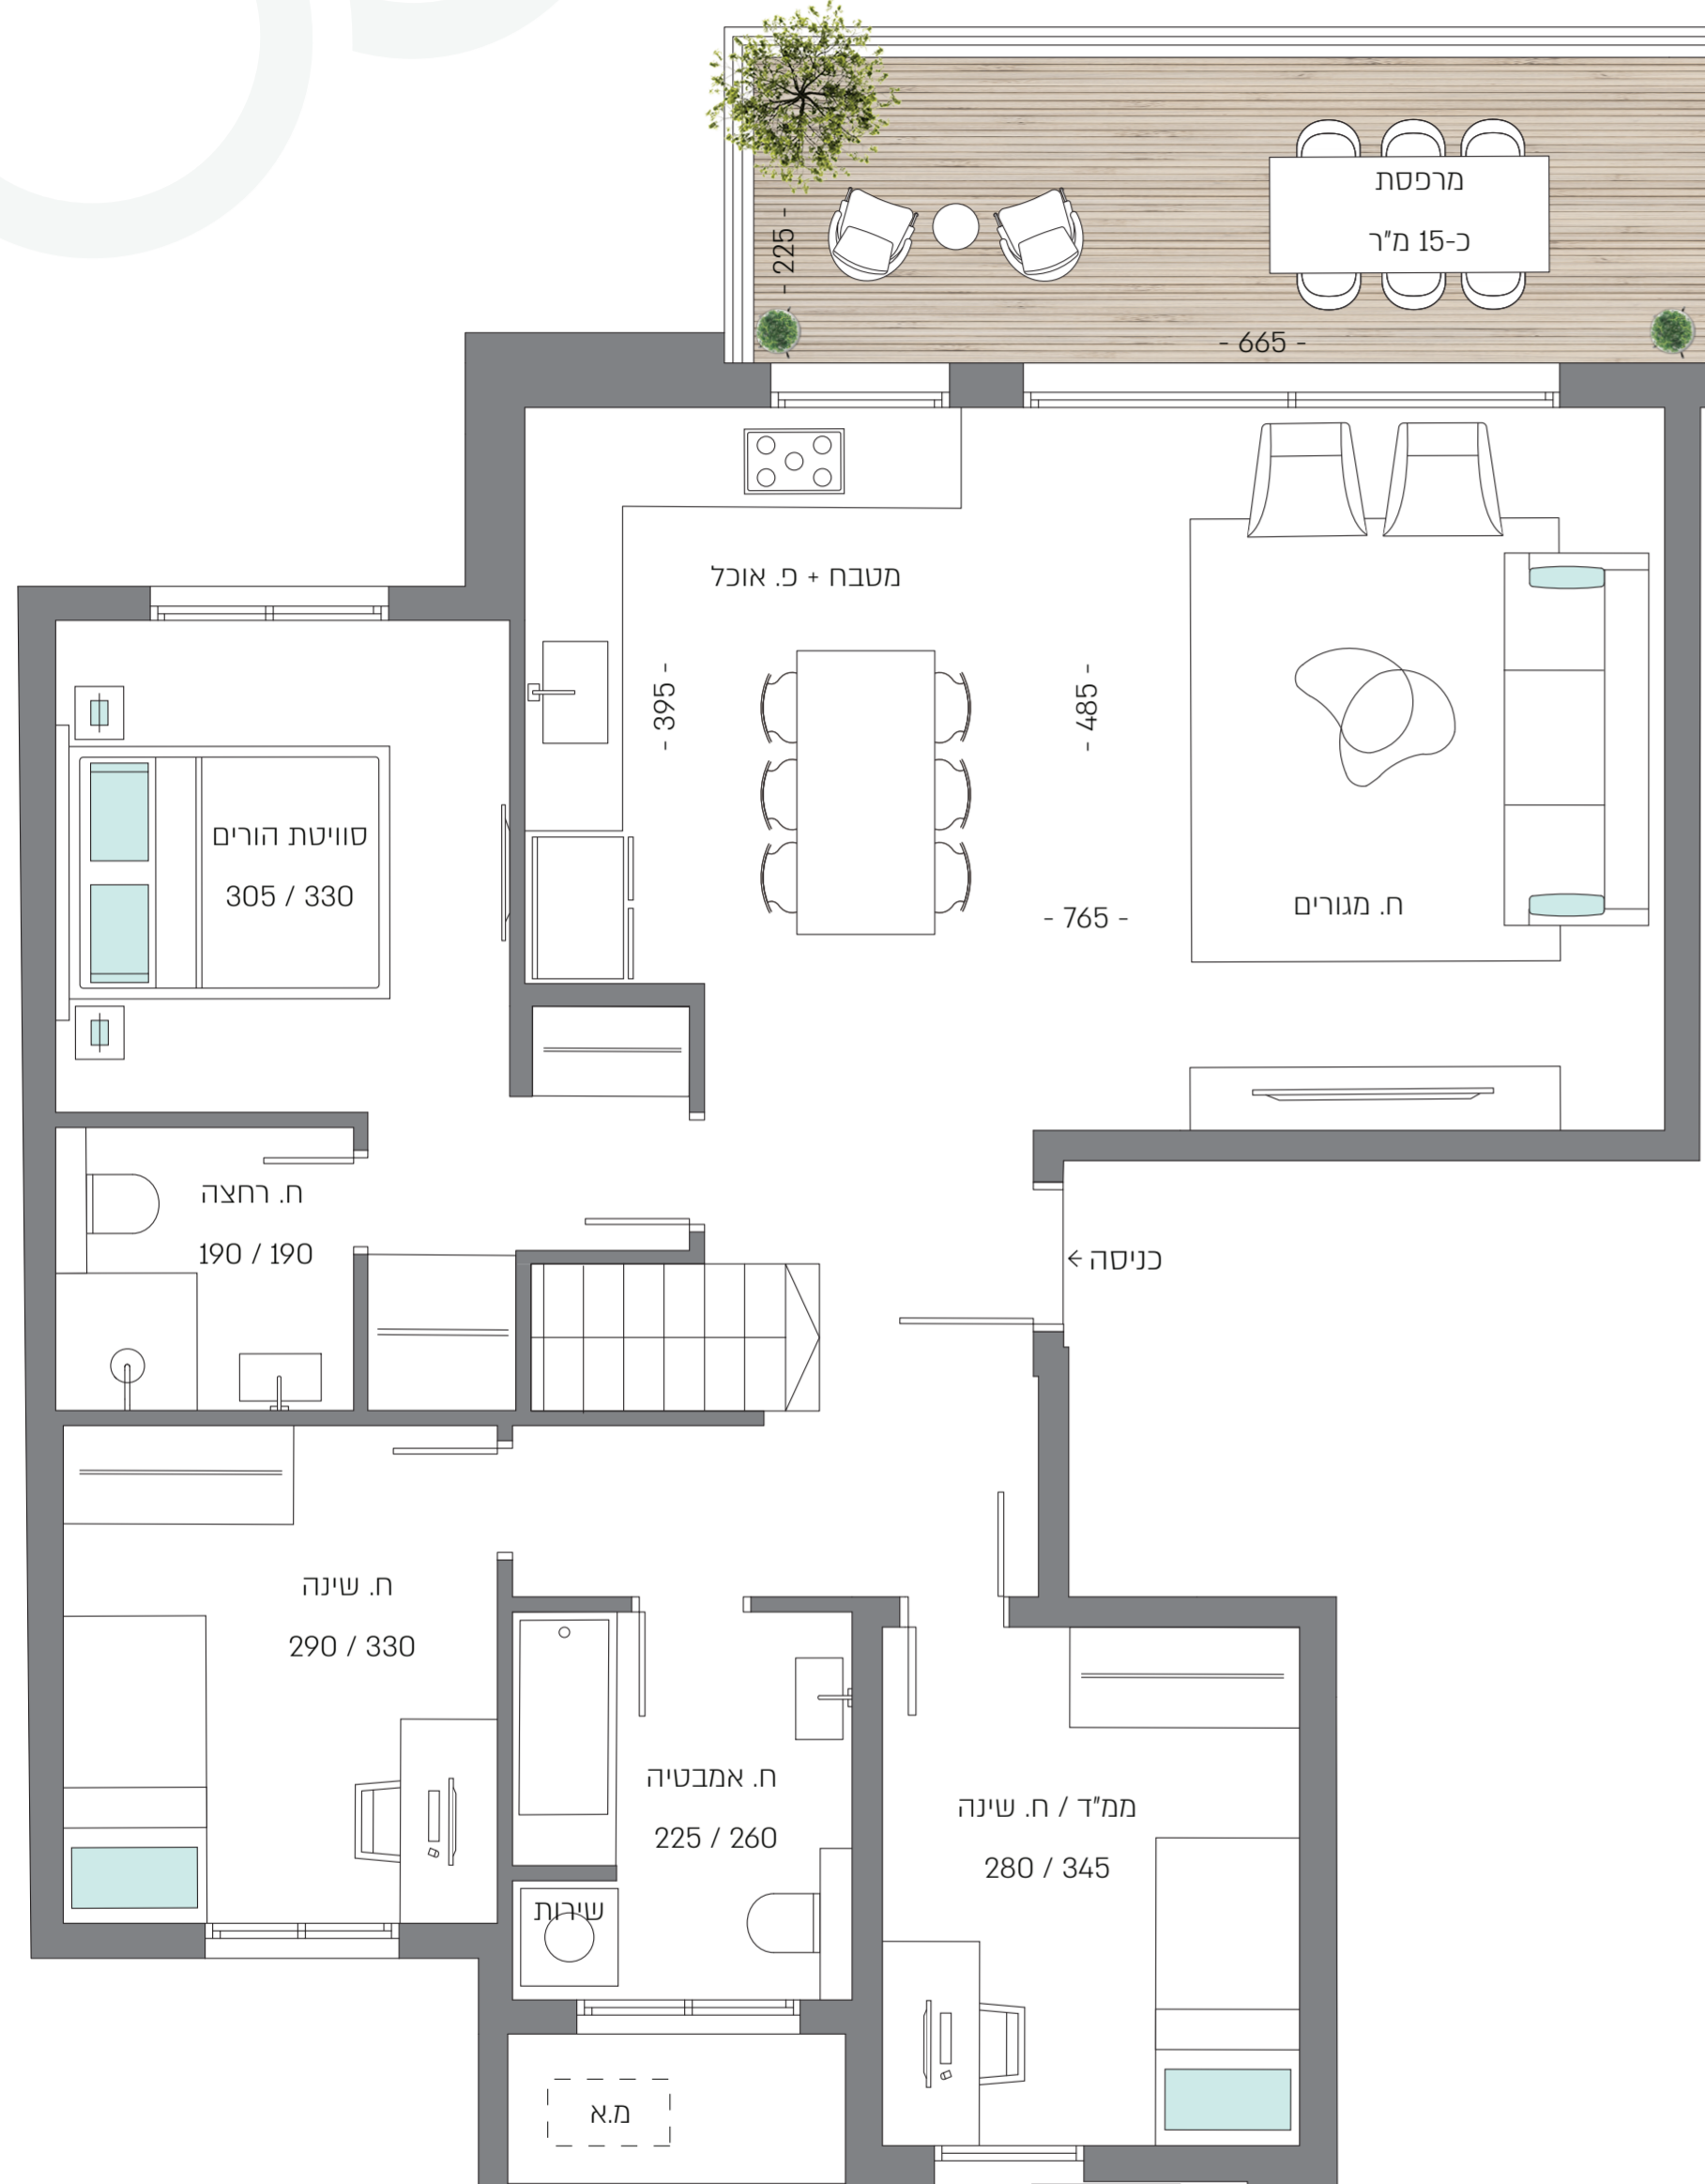 מרפסת
כ-15 מ"ר
- 225 -
- 665 -
מטבח + פ. אוכל
- 395 -
- 485 -
סוויטת הורים
305 / 330
ח. מגורים
- 765 -
ח. רחצה
190 / 190
כניסה
ח. שינה
290 / 330
ח. אמבטיה
225 / 260
ממ"ד / ח. שינה
280 / 345
שירות
מ.א